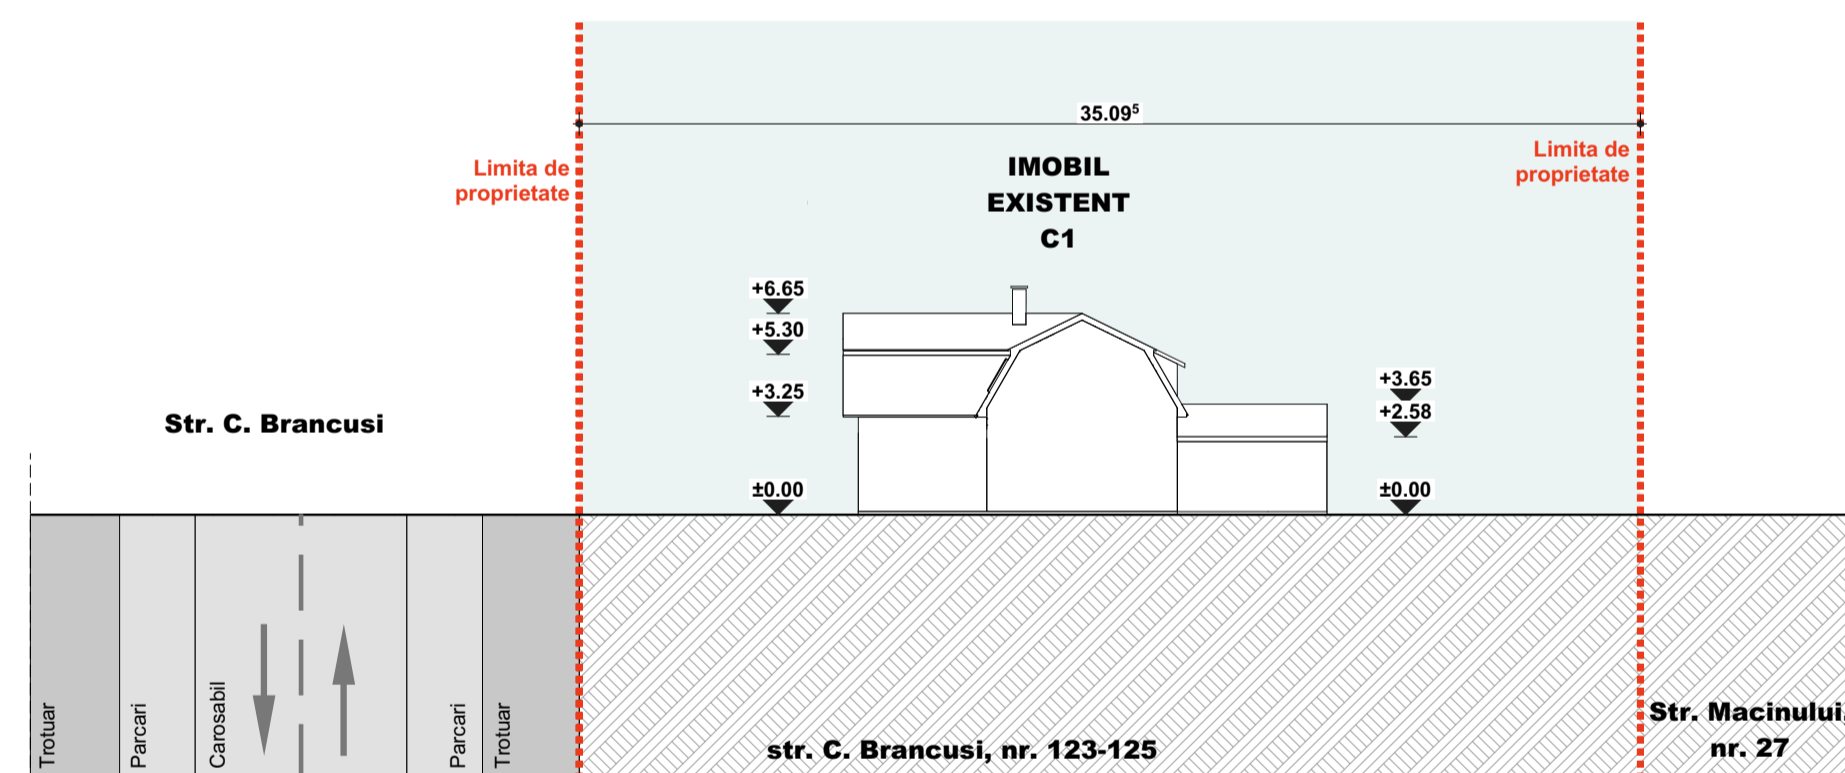 35.09⁵
Limita de
proprietate
Limita de
proprietate
IMOBIL
EXISTENT
C1
+6.65
+5.30
+3.25
±0.00
+3.65
+2.58
±0.00
Str. C. Brancusi
Trotuar
Parcari
Carosabil
Parcari
Trotuar
str. C. Brancusi, nr. 123-125
Str. Macinului,
nr. 27